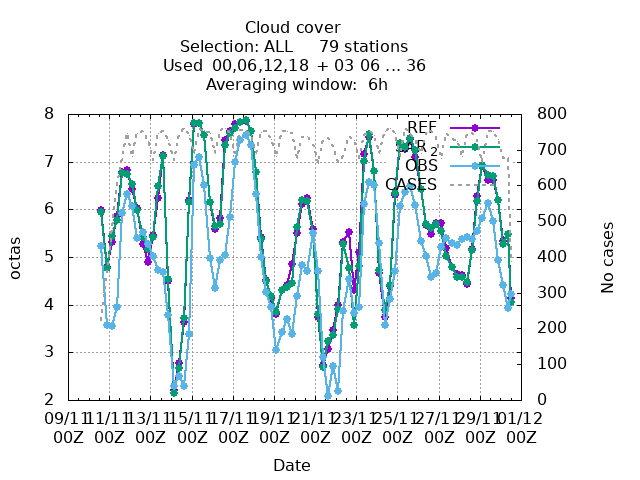 Cloud cover
Selection: ALL 79 stations
Used 00,06,12,18 + 03 06 ... 36
Averaging window: 6h
8
7
6
5
4
3
2
800
700
600
500
400
300
200
100
0
octas
No cases
REF
AR 2
OBS
CASES
09/11 11/11 13/11 15/11 17/11 19/11 21/11 23/11 25/11 27/11 29/11 01/12
00Z 00Z 00Z 00Z 00Z 00Z 00Z 00Z 00Z 00Z 00Z 00Z
Date